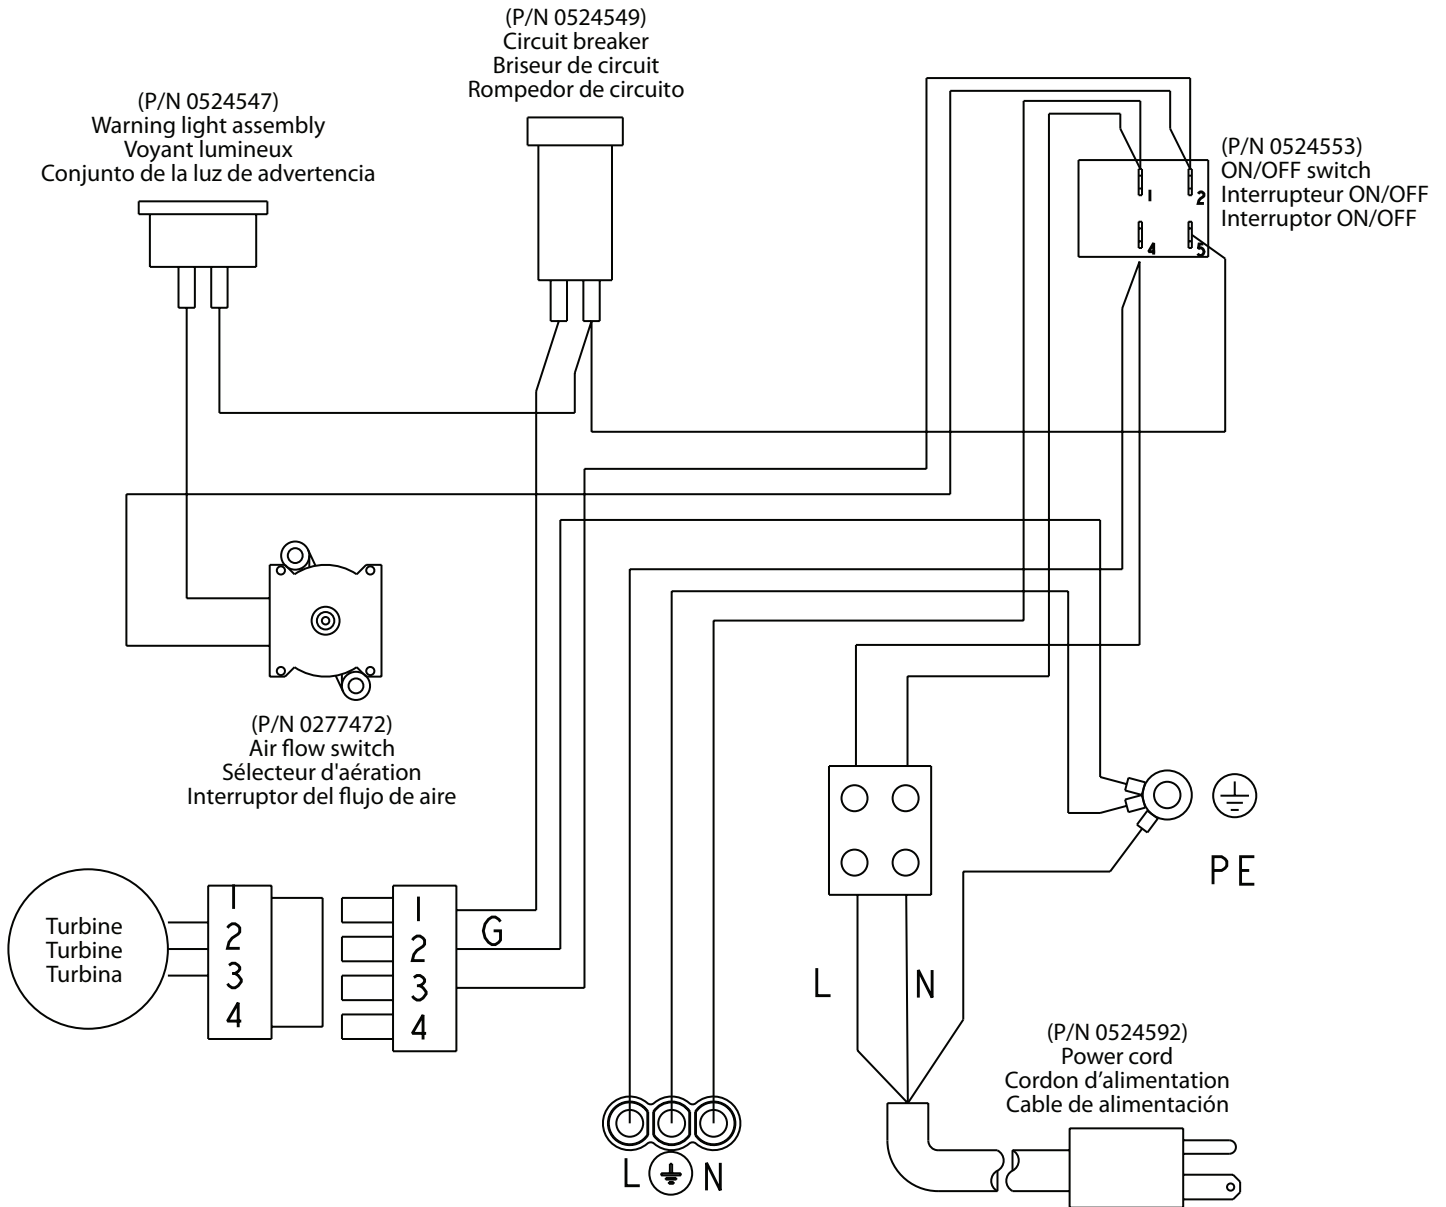 (P/N 0524549)
Circuit breaker
Briseur de circuit
Rompedor de circuito
(P/N 0524547)
Warning light assembly
Voyant lumineux
Conjunto de la luz de advertencia
(P/N 0524553)
ON/OFF switch
Interrupteur ON/OFF
Interruptor ON/OFF
1 2
4 5
(P/N 0277472)
Air flow switch
Sélecteur d'aération
Interruptor del flujo de aire
PE
Turbine
Turbine
Turbina
1
2
3
4
1
2
3
4
G
L N
(P/N 0524592)
Power cord
Cordon d’alimentation
Cable de alimentación
L N